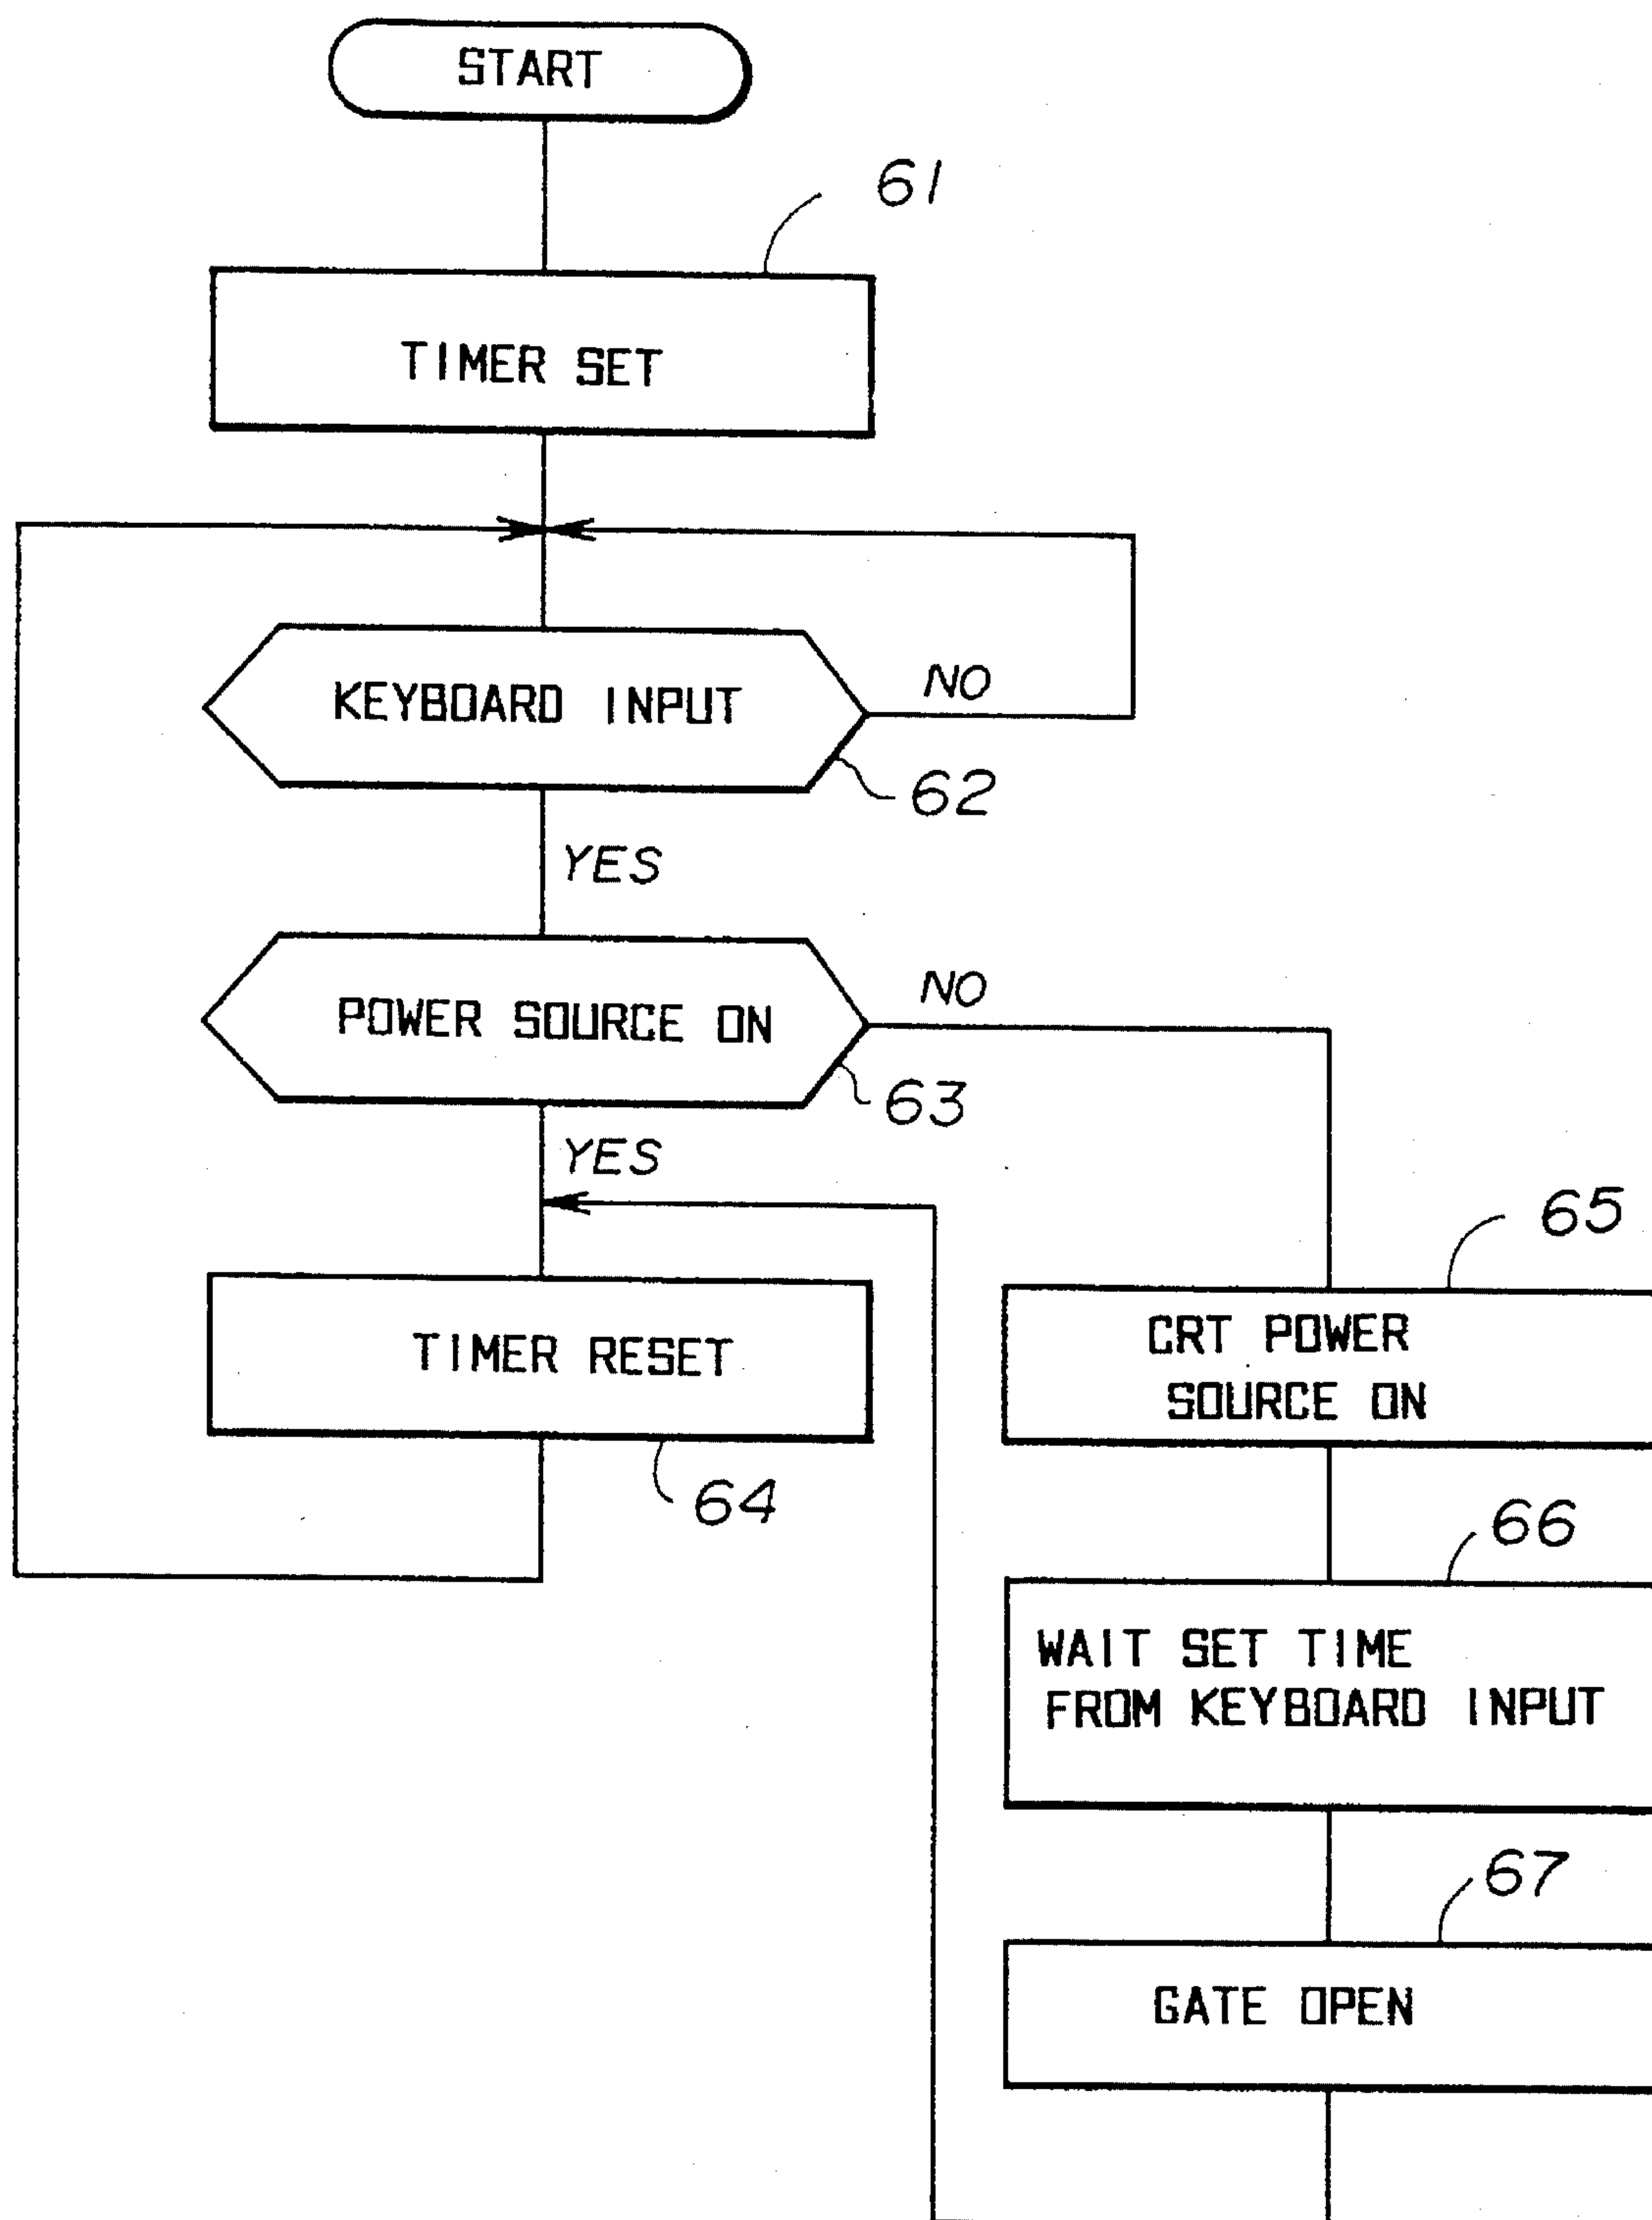 START
61
TIMER SET
KEYBOARD INPUT
NO
62
YES
POWER SOURCE ON
NO
63
YES
65
TIMER RESET
CRT POWER
SOURCE ON
64
66
WAIT SET TIME
FROM KEYBOARD INPUT
67
GATE OPEN